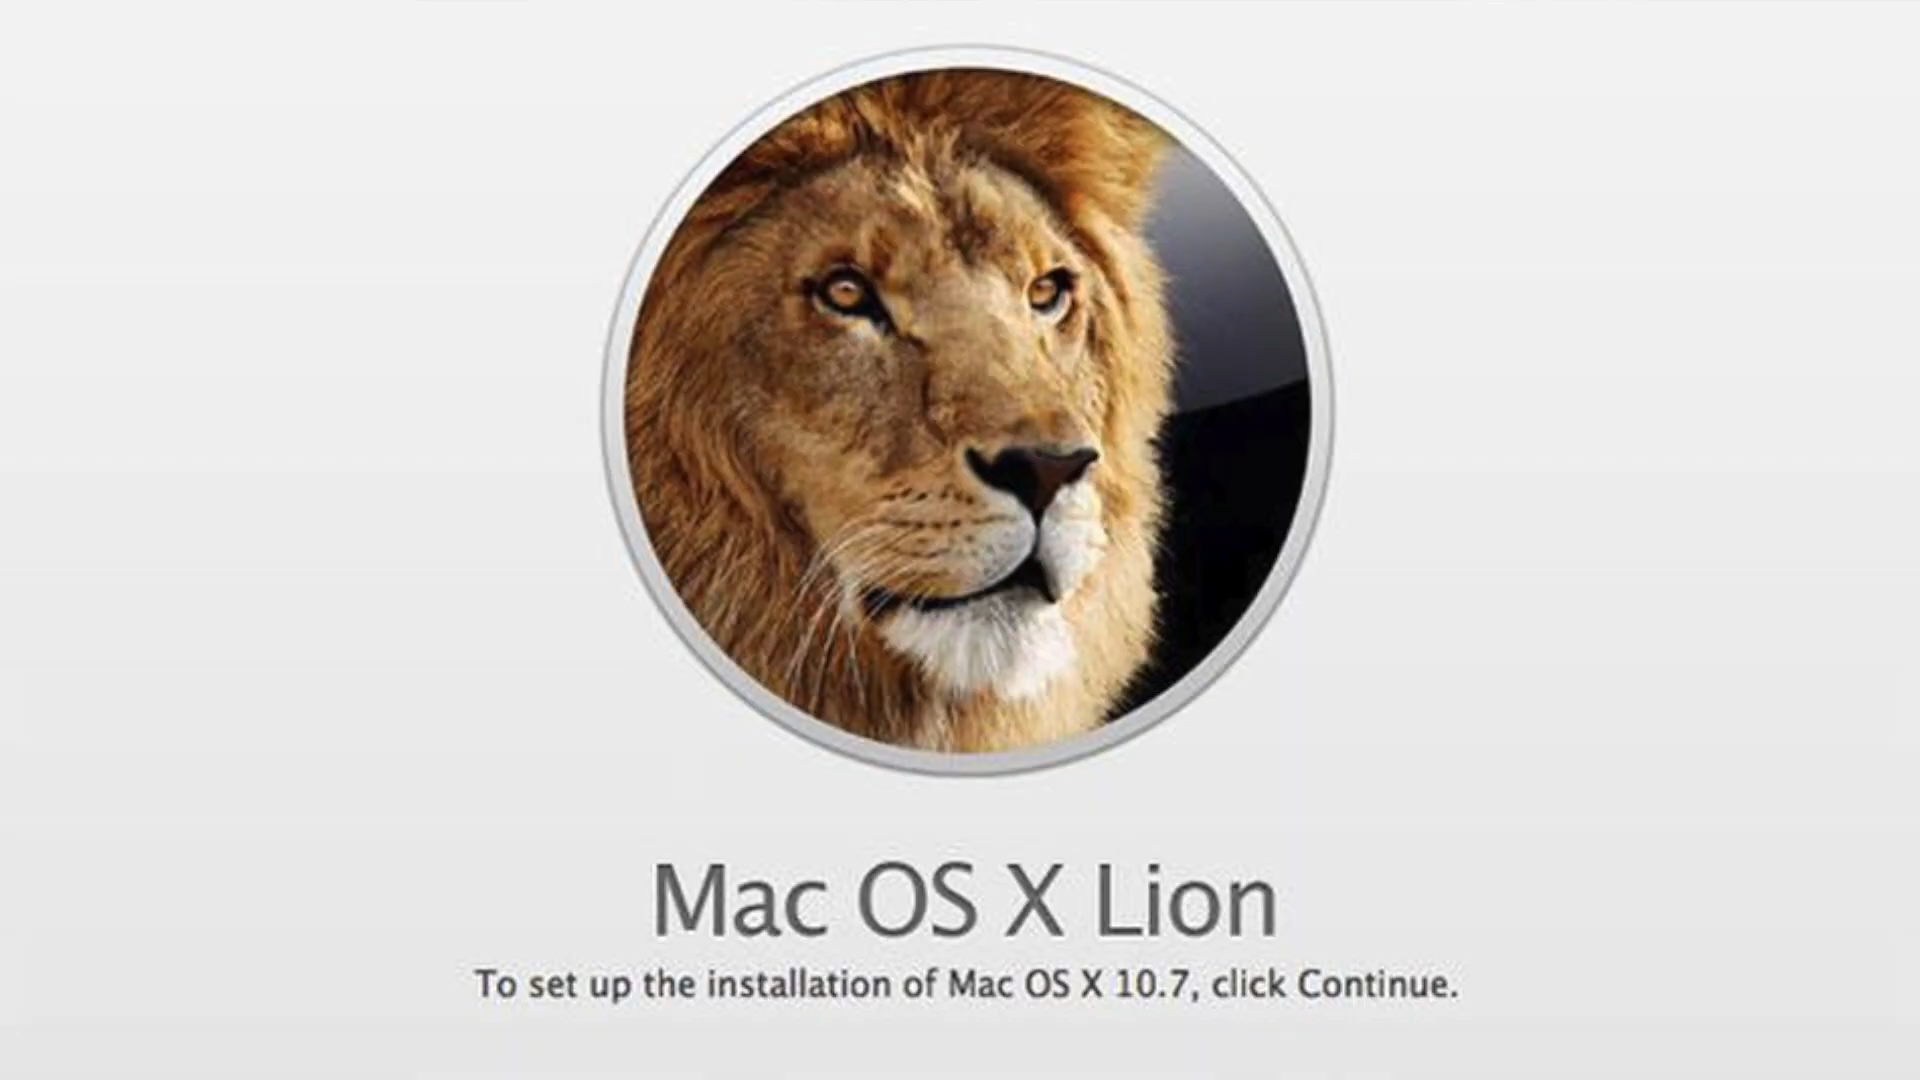 Mac OS X Lion
To set up the installation of Mac OS X 10.7, click Continue.